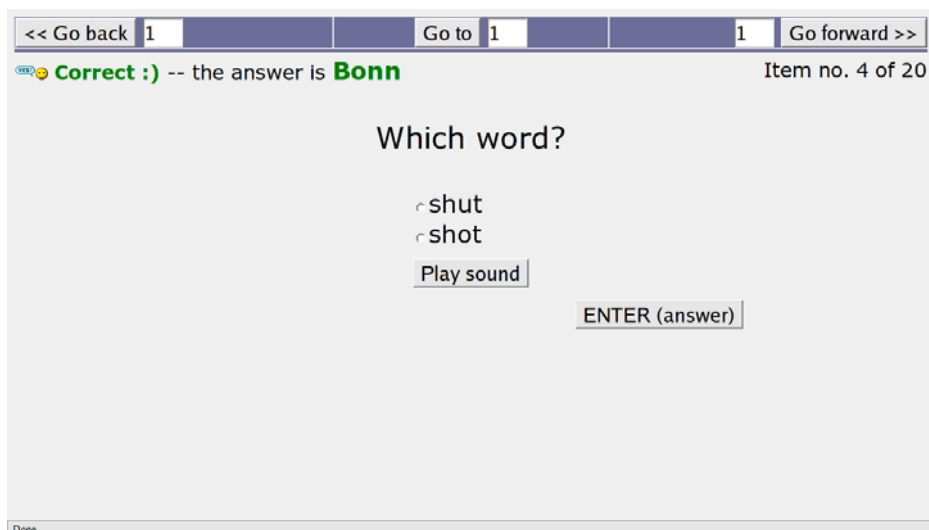 << Go back 1 Go to 1 1 Go forward >>
Correct :) -- the answer is Bonn Item no. 4 of 20
Which word?
shut
shot
Play sound
ENTER (answer)
Done